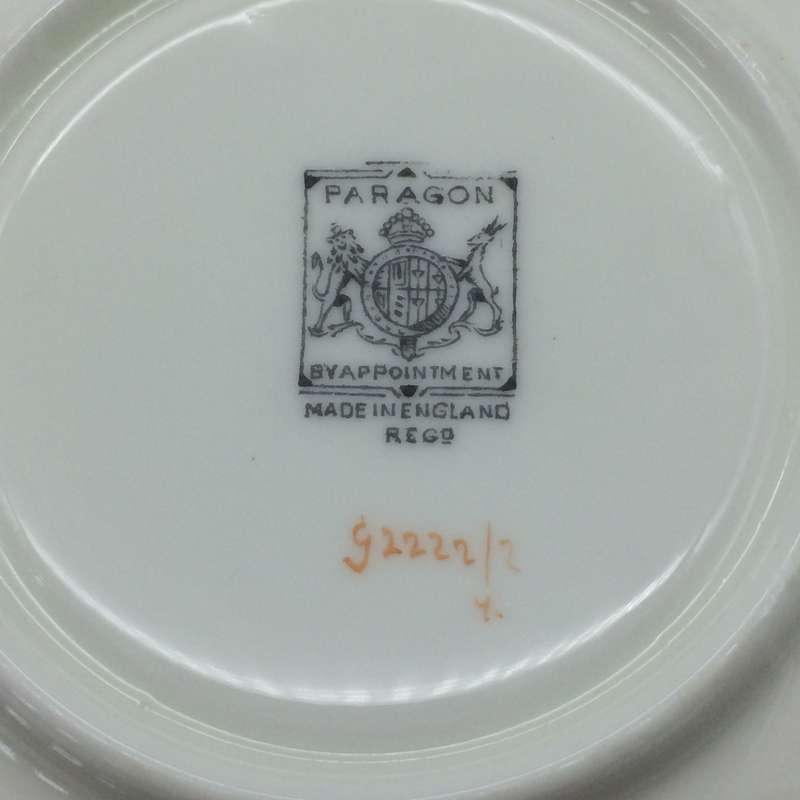 PARAGON
BY APPOINTMENT
MADE IN ENGLAND
REGD
G2222/2
Y.